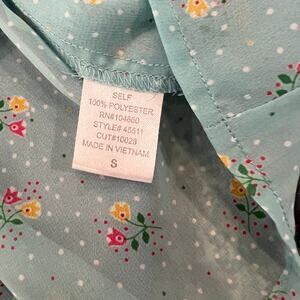 SELF
100% POLYESTER
RN#104660
STYLE# 45511
CUT#10028
MADE IN VIETNAM
S